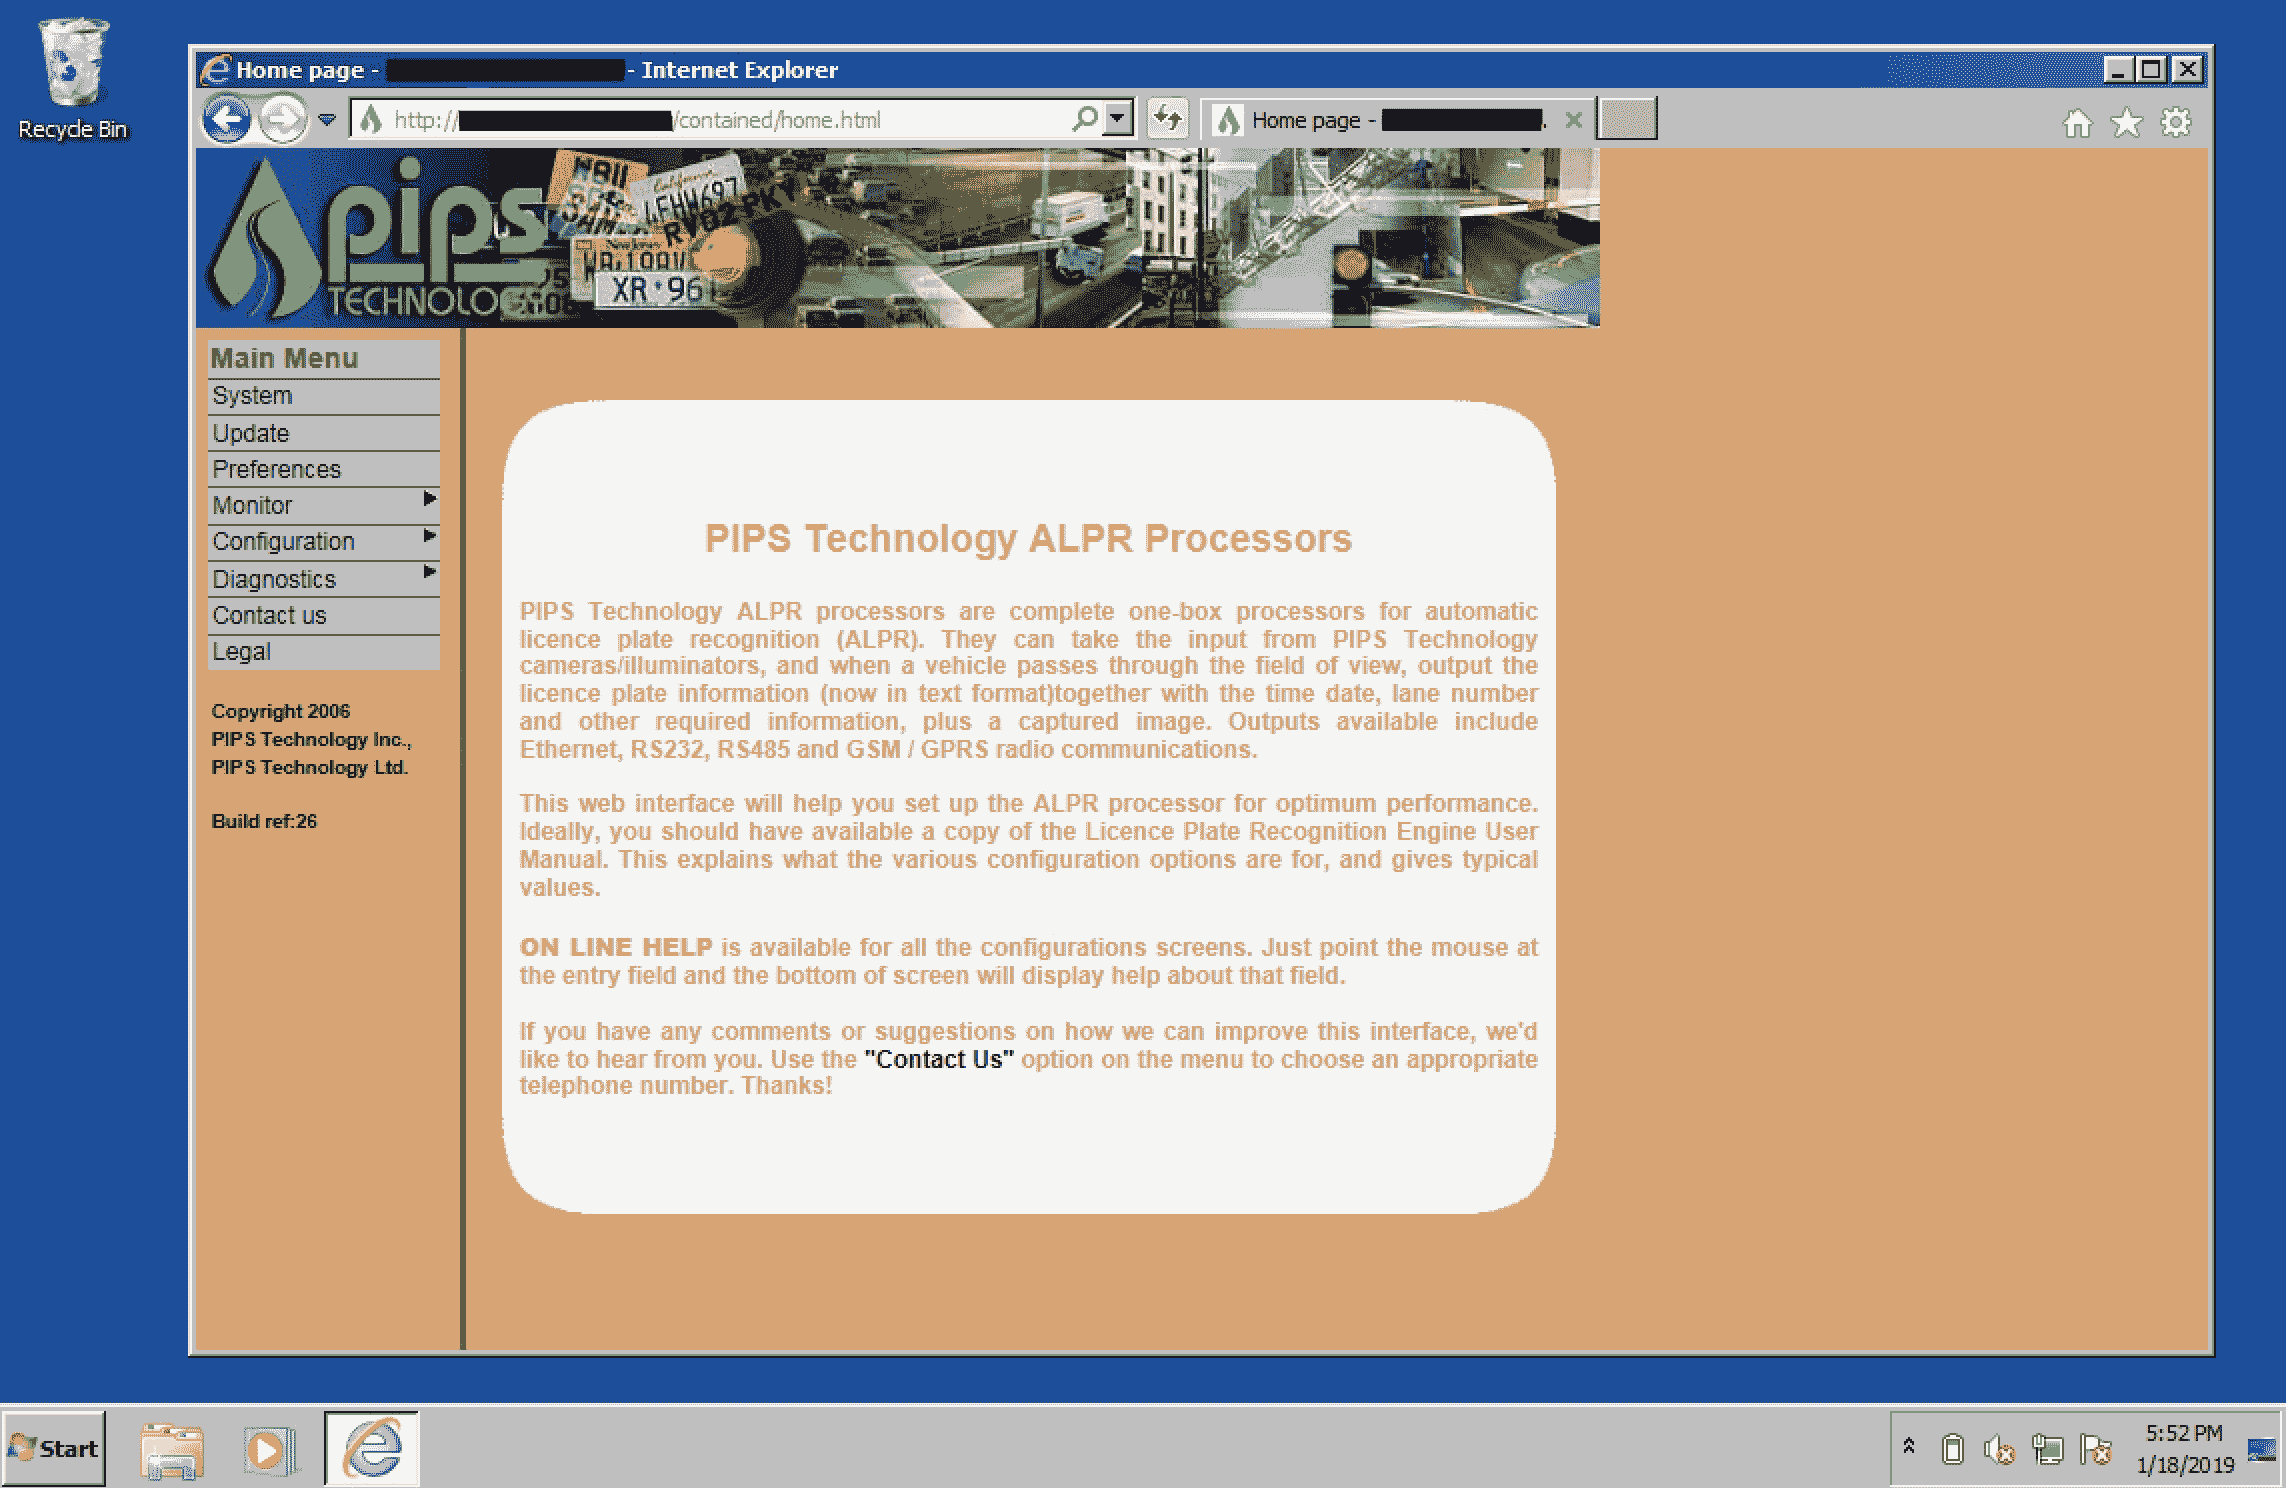 Recycle Bin
Home page - - Internet Explorer
http:// /contained/home.html
Home page - .
pips
TECHNOLOG
California
4FHW697
RV02 PKY
XR·96
Main Menu
System
Update
Preferences
Monitor
Configuration
Diagnostics
Contact us
Legal
Copyright 2006
PIPS Technology Inc.,
PIPS Technology Ltd.
Build ref:26
PIPS Technology ALPR Processors
PIPS Technology ALPR processors are complete one-box processors for automatic
licence plate recognition (ALPR). They can take the input from PIPS Technology
cameras/illuminators, and when a vehicle passes through the field of view, output the
licence plate information (now in text format)together with the time date, lane number
and other required information, plus a captured image. Outputs available include
Ethernet, RS232, RS485 and GSM / GPRS radio communications.
This web interface will help you set up the ALPR processor for optimum performance.
Ideally, you should have available a copy of the Licence Plate Recognition Engine User
Manual. This explains what the various configuration options are for, and gives typical
values.
ON LINE HELP is available for all the configurations screens. Just point the mouse at
the entry field and the bottom of screen will display help about that field.
If you have any comments or suggestions on how we can improve this interface, we'd
like to hear from you. Use the "Contact Us" option on the menu to choose an appropriate
telephone number. Thanks!
Start
5:52 PM
1/18/2019